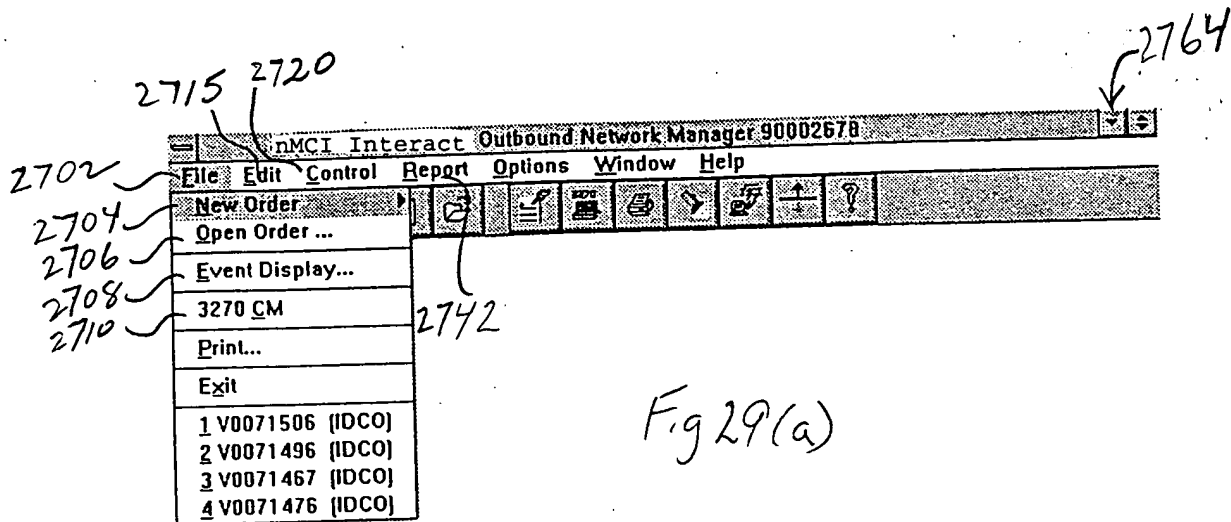 2764
2715 2720
nMCI Interact Outbound Network Manager 90002678
2702 File Edit Control Report Options Window Help
2704 New Order
2706 Open Order ...
2708 Event Display...
2710 3270 CM
2742
Print...
Exit
Fig 29(a)
1 V0071506 (IDCO)
2 V0071496 (IDCO)
3 V0071467 (IDCO)
4 V0071476 (IDCO)